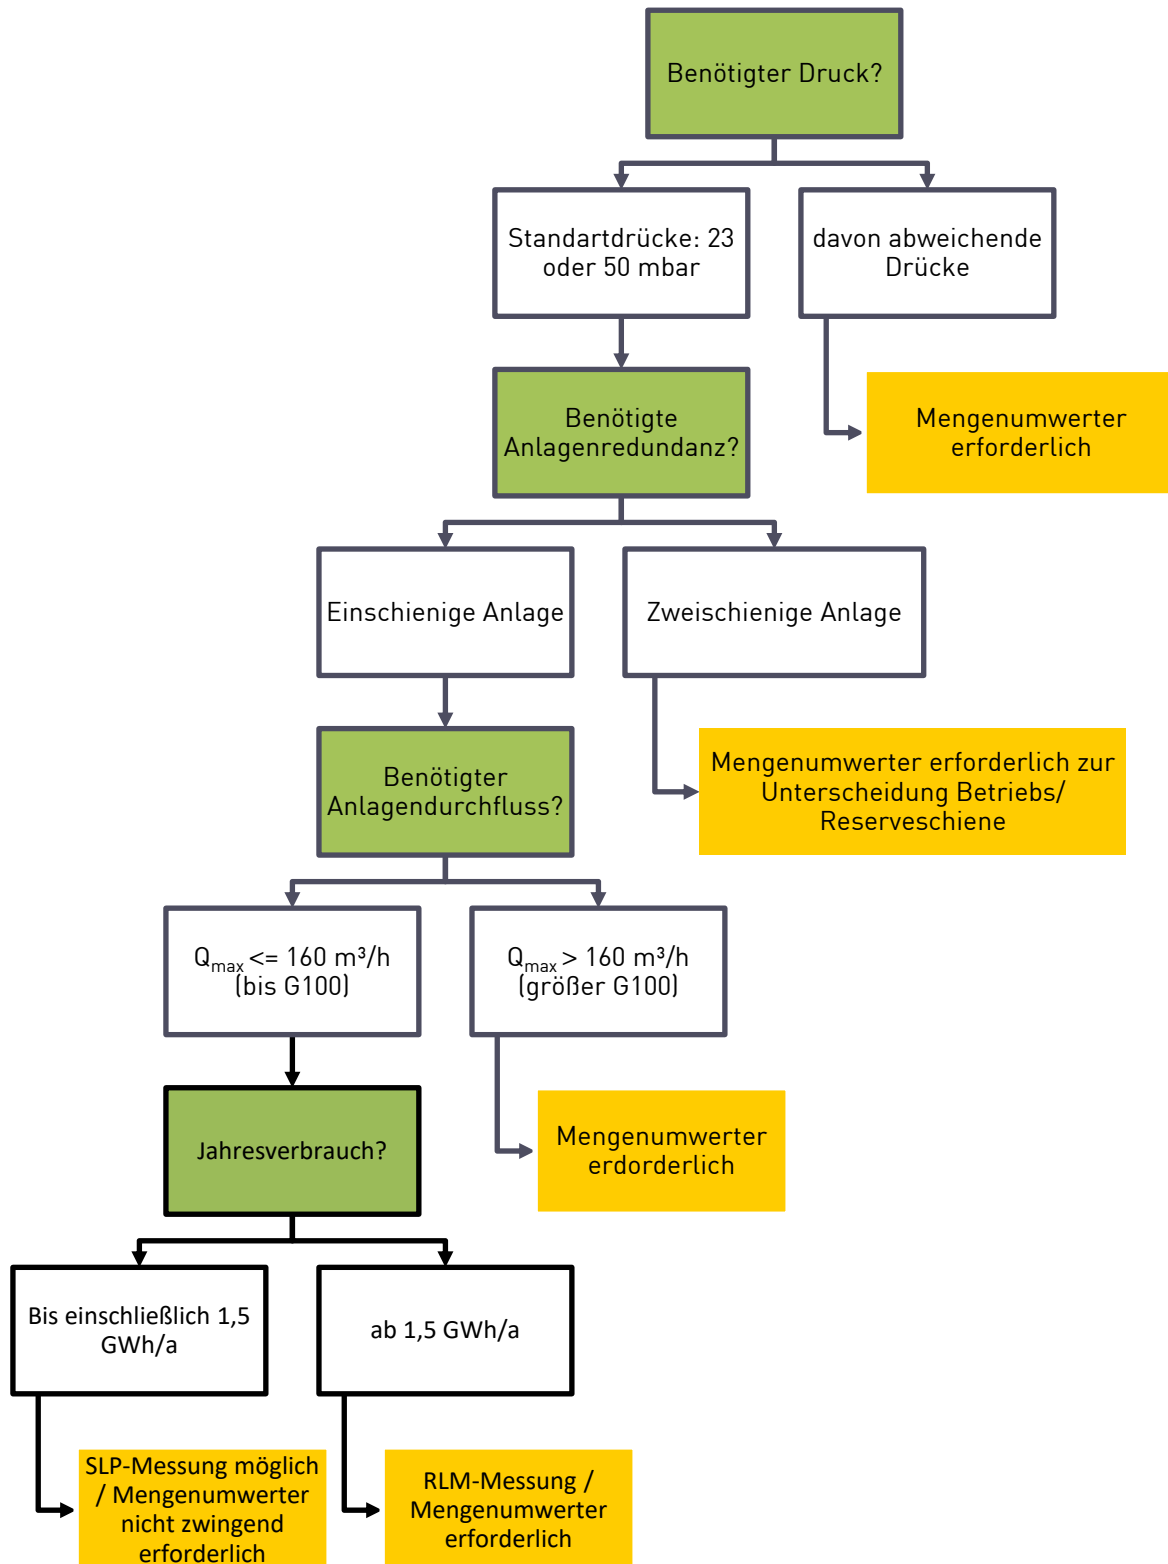 Benötigter Druck?
Standartdrücke: 23
oder 50 mbar
davon abweichende
Drücke
Benötigte
Anlagenredundanz?
Mengenumwerter
erforderlich
Einschienige Anlage
Zweischienige Anlage
Benötigter
Anlagendurchfluss?
Mengenumwerter erforderlich zur
Unterscheidung Betriebs/
Reserveschiene
Qmax <= 160 m³/h
(bis G100)
Qmax > 160 m³/h
(größer G100)
Jahresverbrauch?
Mengenumwerter
erdorderlich
Bis einschließlich 1,5
GWh/a
ab 1,5 GWh/a
SLP-Messung möglich
/ Mengenumwerter
nicht zwingend
erforderlich
RLM-Messung /
Mengenumwerter
erforderlich